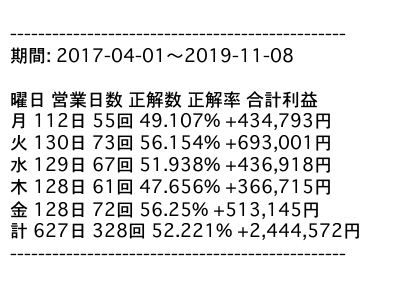 ------------------------------------------------
期間: 2017-04-01〜2019-11-08
曜日 営業日数 正解数 正解率 合計利益
月 112日 55回 49.107% +434,793円
火 130日 73回 56.154% +693,001円
水 129日 67回 51.938% +436,918円
木 128日 61回 47.656% +366,715円
金 128日 72回 56.25% +513,145円
計 627日 328回 52.221% +2,444,572円
------------------------------------------------